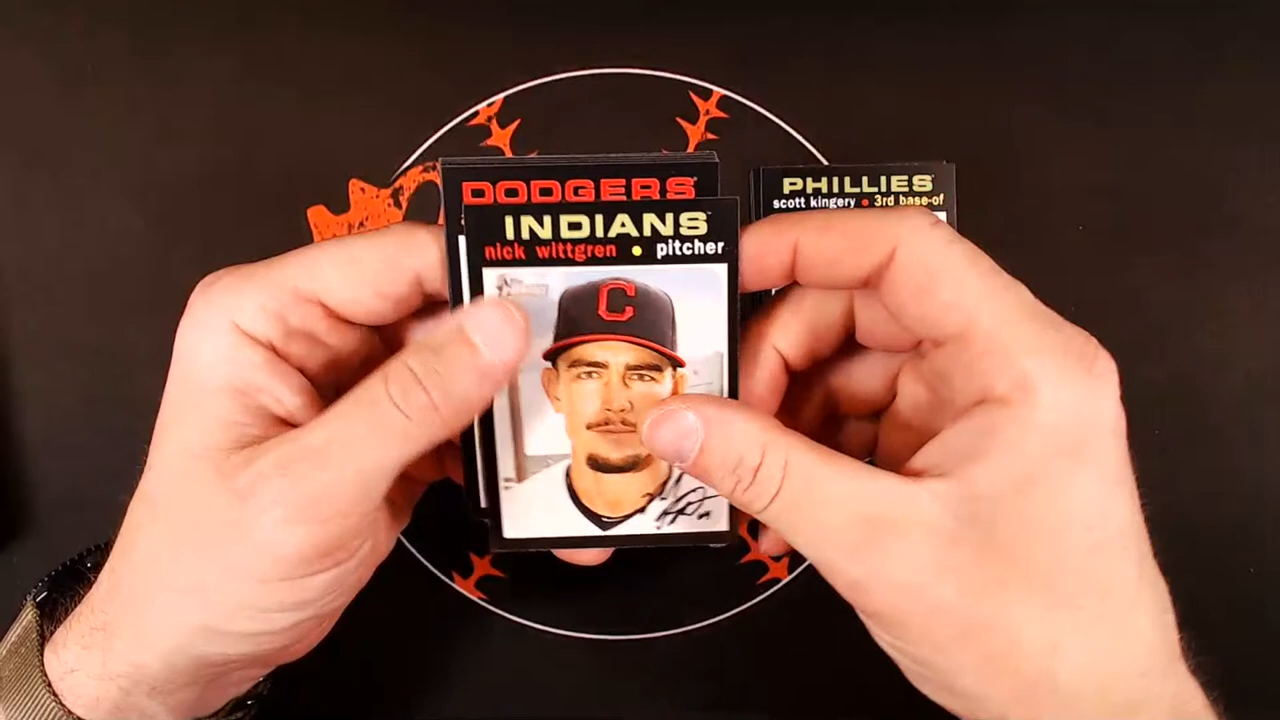 DODGERS
INDIANS
nick wittgren • pitcher
C
PHILLIES
scott kingery • 3rd base-of